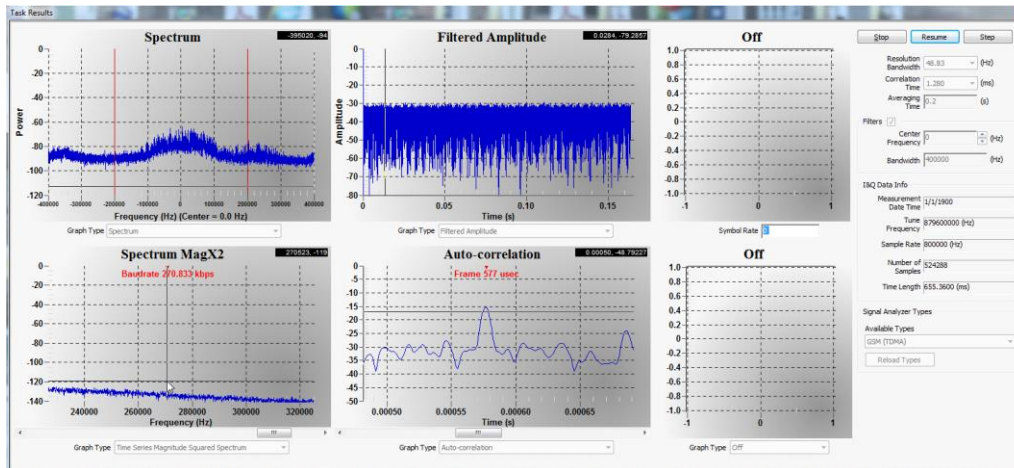 Task Results
Spectrum
-395020, -94
Power
0
-20
-40
-60
-80
-100
-120
-400000
-300000
-200000
-100000
0
100000
200000
300000
400000
Frequency (Hz) (Center = 0.0 Hz)
Graph Type Spectrum
Filtered Amplitude
0.0284, -79.2857
Amplitude
0
-10
-20
-30
-40
-50
-60
-70
-80
0
0.05
0.1
0.15
Time (s)
Graph Type Filtered Amplitude
Off
1.0
0.8
0.6
0.4
0.2
0
-0.2
-0.4
-0.6
-0.8
-1.0
-1
0
1
Symbol Rate
Stop
Resume
Step
Resolution Bandwidth 48.83 (Hz)
Correlation Time 1.280 (ms)
Averaging Time 0.2 (s)
Filters
Center Frequency 0 (Hz)
Bandwidth 400000 (Hz)
I&Q Data Info
Measurement Date Time 1/1/1900
Tune Frequency 879600000 (Hz)
Sample Rate 800000 (Hz)
Number of Samples 524288
Time Length 655.3600 (ms)
Signal Analyzer Types
Available Types
GSM (TDMA)
Reload Types
Spectrum MagX2
270523, -119
Baudrate 270.833 kbps
0
-20
-40
-60
-80
-100
-120
-140
240000
260000
280000
300000
320000
Frequency (Hz)
Graph Type Time Series Magnitude Squared Spectrum
Auto-correlation
0.00050, -48.79227
Frame 577 usec
0
-5
-10
-15
-20
-25
-30
-35
-40
-45
-50
0.00050
0.00055
0.00060
0.00065
Time (s)
Graph Type Auto-correlation
Off
1.0
0.8
0.6
0.4
0.2
0
-0.2
-0.4
-0.6
-0.8
-1.0
-1
0
1
Graph Type Off